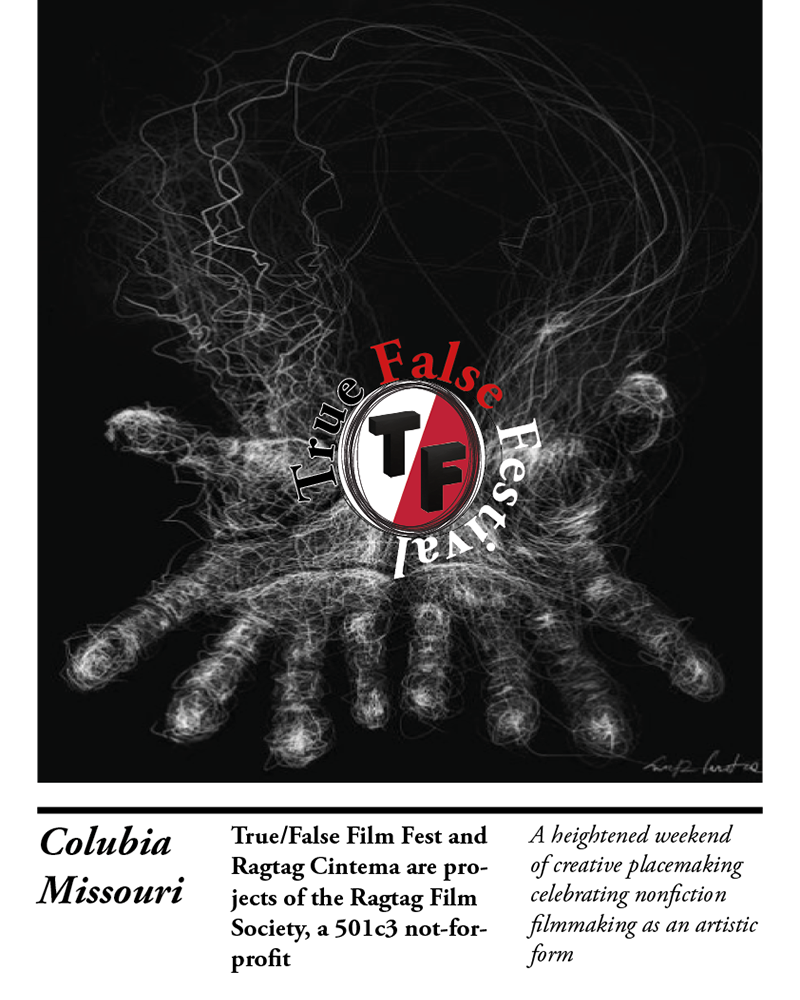 True False Festival
T
F
Colubia
Missouri
True/False Film Fest and
Ragtag Cintema are pro-
jects of the Ragtag Film
Society, a 501c3 not-for-
profit
A heightened weekend
of creative placemaking
celebrating nonfiction
filmmaking as an artistic
form